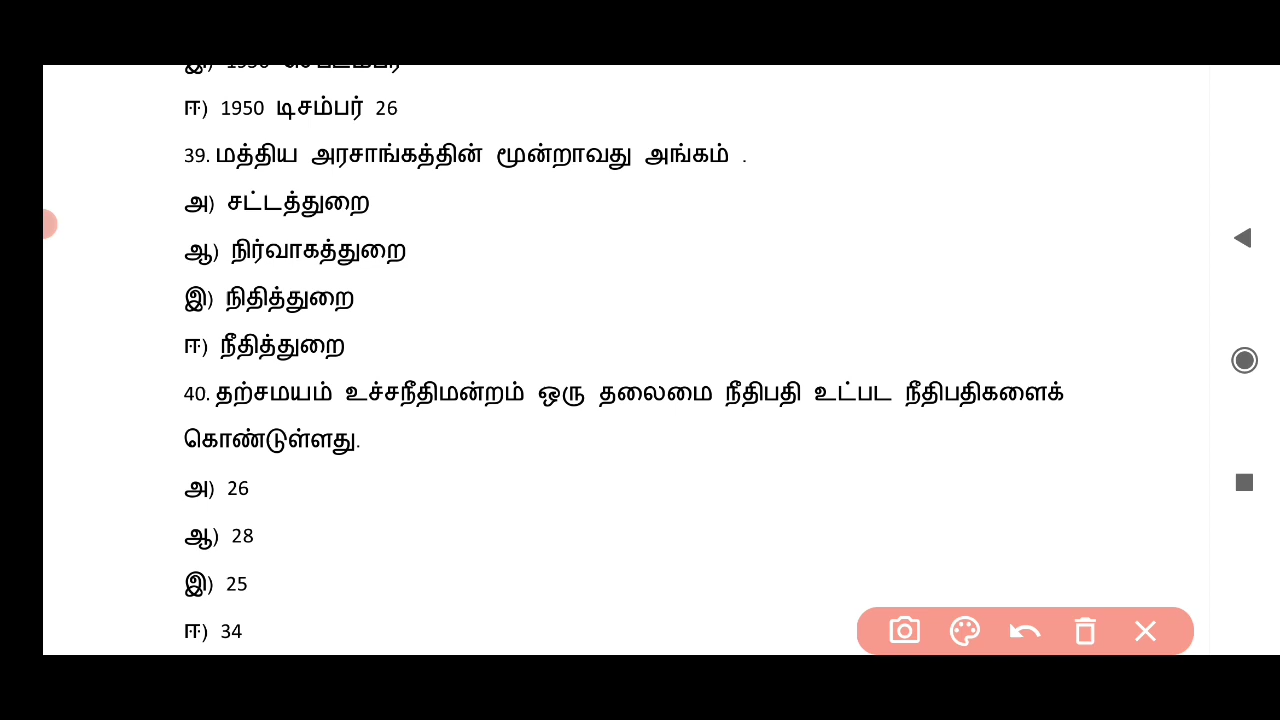 ஈ) 1950 டிசம்பர் 26
39. மத்திய அரசாங்கத்தின் மூன்றாவது அங்கம் .
அ) சட்டத்துறை
ஆ) நிர்வாகத்துறை
இ) நிதித்துறை
ஈ) நீதித்துறை
40. தற்சமயம் உச்சநீதிமன்றம் ஒரு தலைமை நீதிபதி உட்பட நீதிபதிகளைக்
கொண்டுள்ளது.
அ) 26
ஆ) 28
இ) 25
ஈ) 34